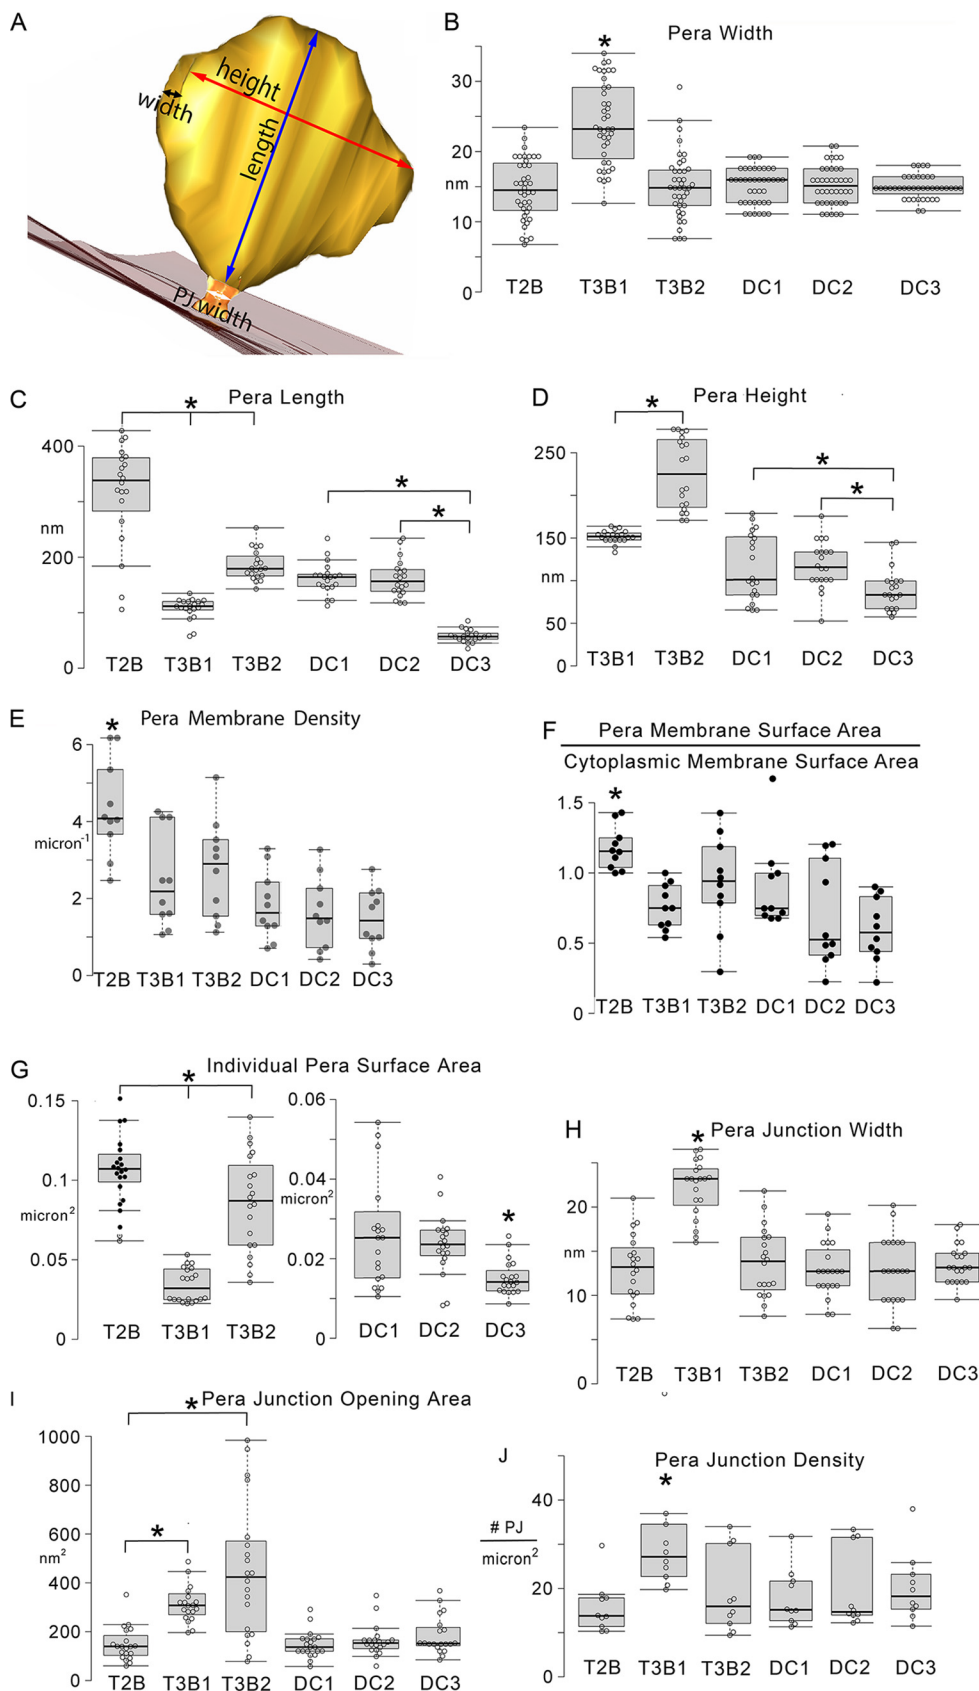 A
height
width
length
PJ width
B
Pera Width
*
30
20
nm
10
0
T2B T3B1 T3B2 DC1 DC2 DC3
C
Pera Length
*
400
*
nm
*
200
0
T2B T3B1 T3B2 DC1 DC2 DC3
D
Pera Height
*
250
*
*
150
nm
50
0
T3B1 T3B2 DC1 DC2 DC3
E
Pera Membrane Density
*
6
4
micron-1
2
0
T2B T3B1 T3B2 DC1 DC2 DC3
F
Pera Membrane Surface Area
Cytoplasmic Membrane Surface Area
*
1.5
1.0
0.5
0
T2B T3B1 T3B2 DC1 DC2 DC3
G
Individual Pera Surface Area
*
0.15
0.1
micron2
0.05
0
T2B T3B1 T3B2
0.06
0.04
micron2
*
0.02
0
DC1 DC2 DC3
H
Pera Junction Width
*
20
nm
10
0
T2B T3B1 T3B2 DC1 DC2 DC3
I
Pera Junction Opening Area
*
1000
800
*
600
nm2
400
200
0
T2B T3B1 T3B2 DC1 DC2 DC3
J
Pera Junction Density
*
50
40
# PJ
micron2
20
10
0
T2B T3B1 T3B2 DC1 DC2 DC3